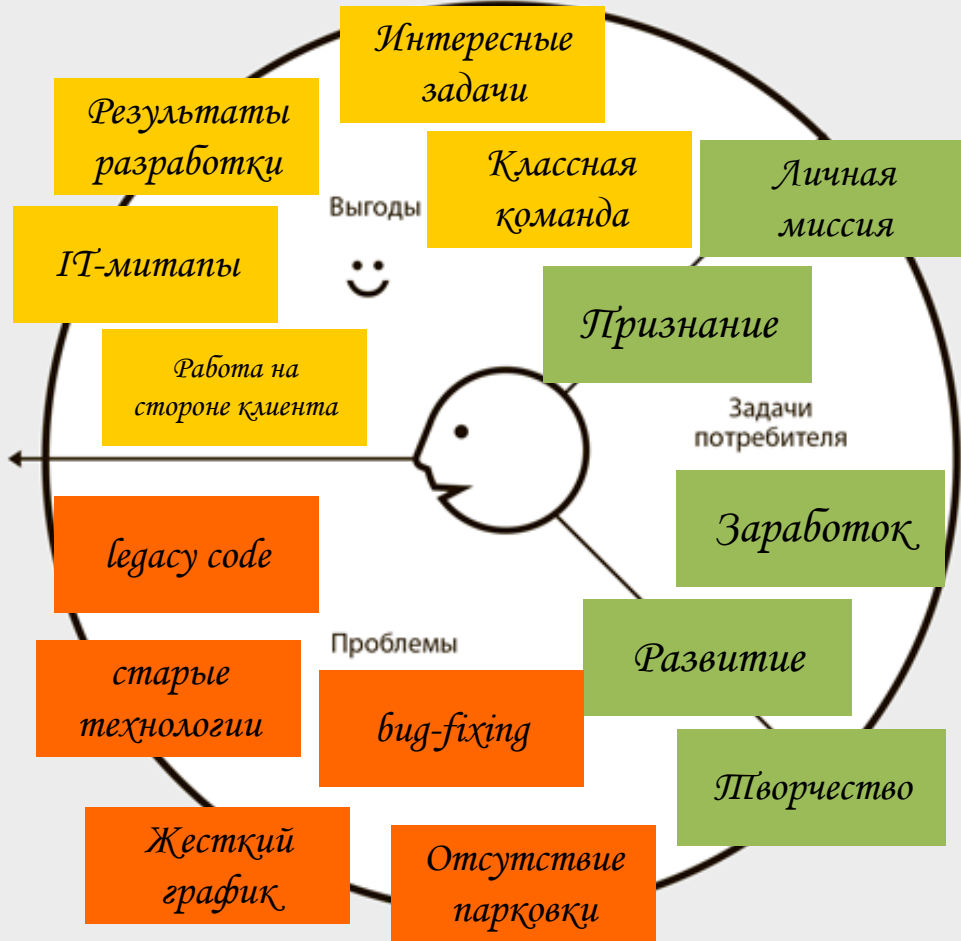 Интересные
задачи
Результаты
разработки
Классная
команда
Личная
миссия
Выгоды
IT-митапы
Признание
Работа на
стороне клиента
Задачи
потребителя
Заработок
legacy code
Проблемы
Развитие
старые
технологии
bug-fixing
Творчество
Жесткий
график
Отсутствие
парковки